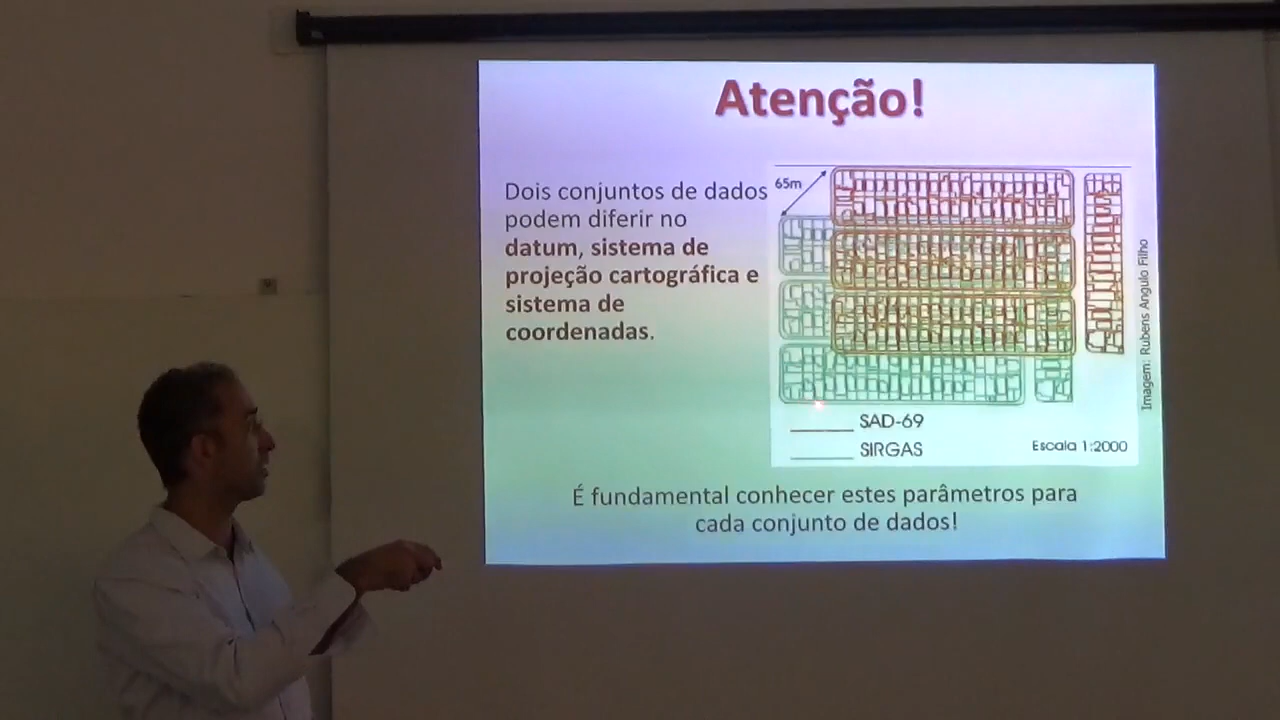 Atenção!
Dois conjuntos de dados
podem diferir no
datum, sistema de
projeção cartográfica e
sistema de
coordenadas.
65m
SAD-69
SIRGAS
Escala 1:2000
Imagem: Rubens Angulo Filho
É fundamental conhecer estes parâmetros para
cada conjunto de dados!